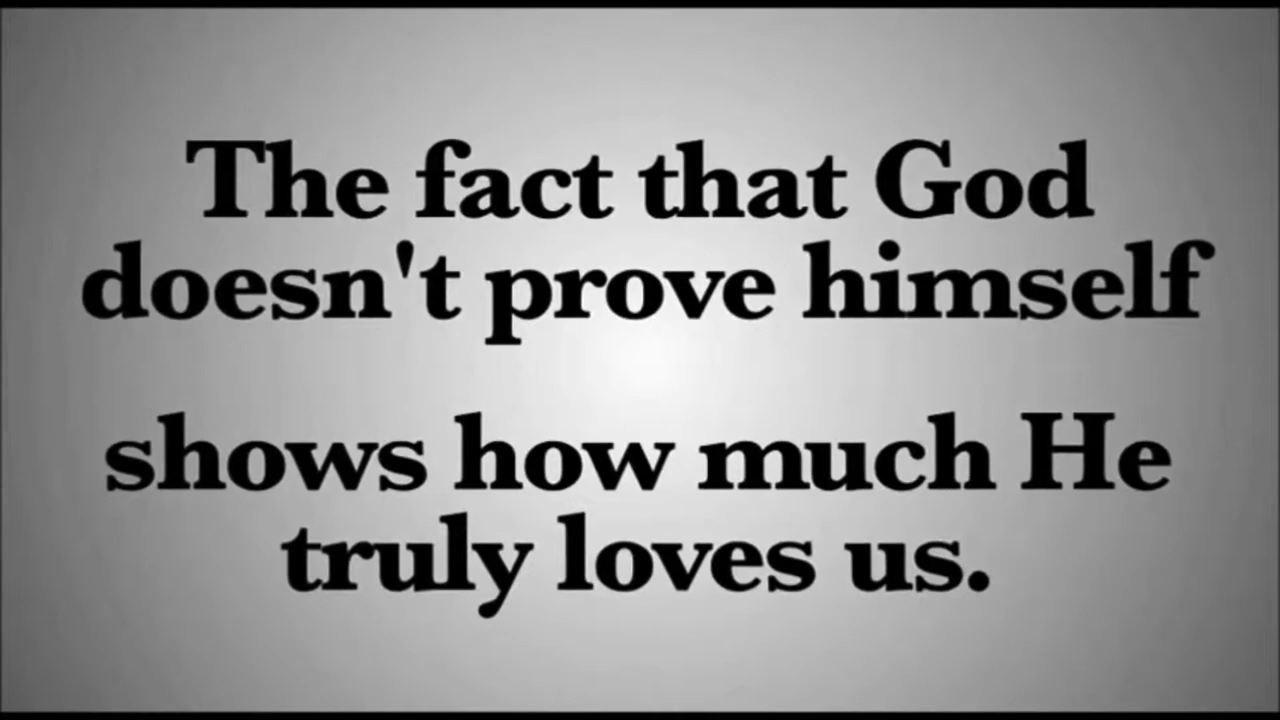 The fact that God
doesn't prove himself
shows how much He
truly loves us.